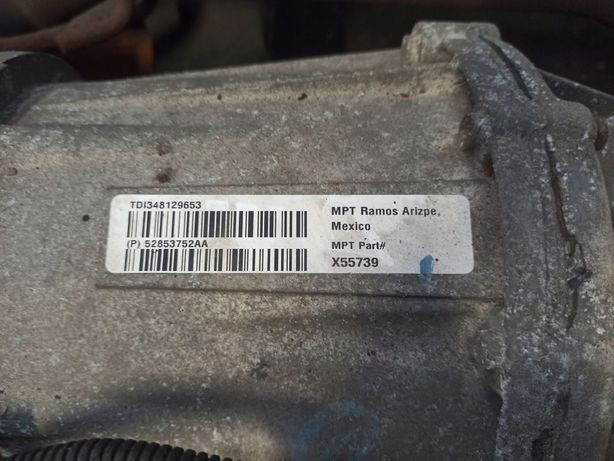 TDI348129653
(P) 52853752AA
MPT Ramos Arizpe,
Mexico
MPT Part#
X55739